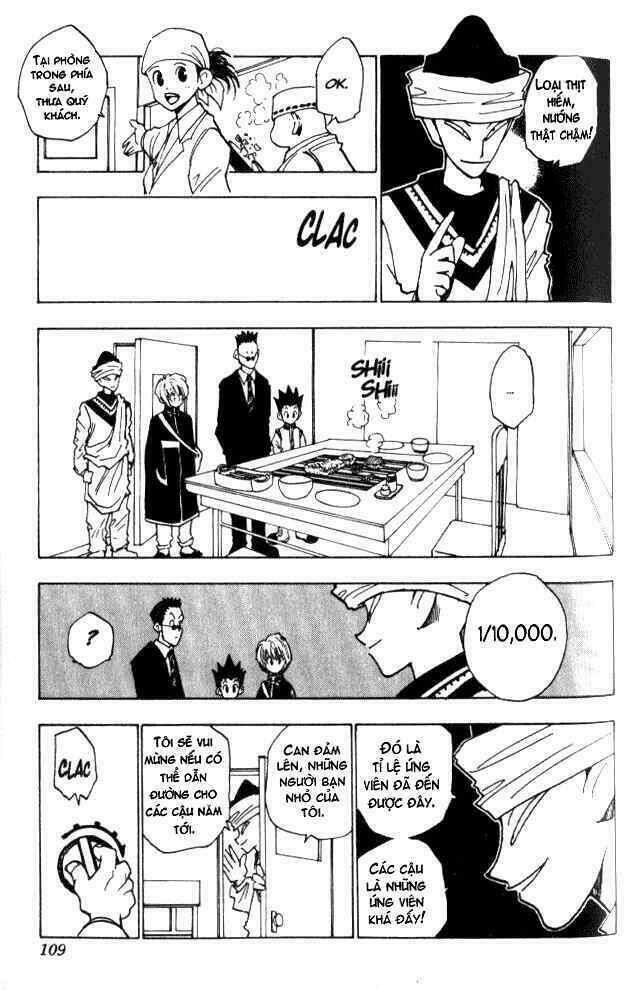 LOẠI THỊT
HIẾM,
NƯỚNG
THẬT CHẬM!
OK.
TẠI PHÒNG
TRONG PHÍA
SAU,
THƯA QUÝ
KHÁCH.
CLAC
...
SHIII
SHIII
1/10,000.
?
ĐÓ LÀ
TỈ LỆ ỨNG
VIÊN ĐÃ ĐẾN
ĐƯỢC ĐÂY.
CÁC CẬU
LÀ NHỮNG
ỨNG VIÊN
KHÁ ĐẤY!
CAN ĐẢM
LÊN, NHỮNG
NGƯỜI BẠN
NHỎ CỦA
TÔI.
TÔI SẼ VUI
MỪNG NẾU CÓ
THỂ DẪN
ĐƯỜNG CHO
CÁC CẬU NĂM
TỚI.
CLAC
109